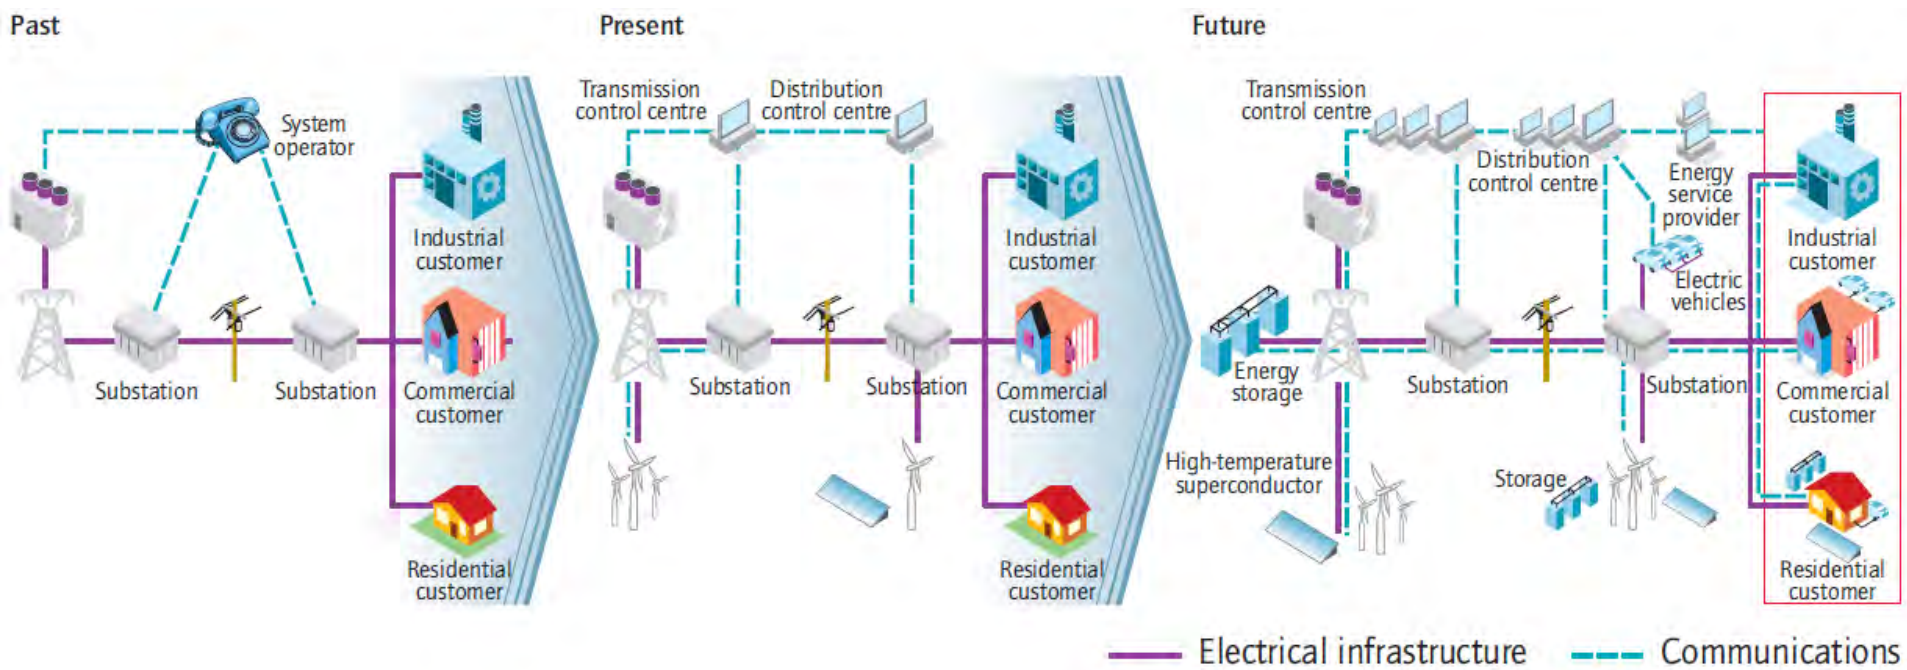 Past
System
operator
Substation
Substation
Industrial
customer
Commercial
customer
Residential
customer
Present
Transmission
control centre
Distribution
control centre
Substation
Substation
Industrial
customer
Commercial
customer
Residential
customer
Future
Transmission
control centre
Distribution
control centre
Energy
service
provider
Electric
vehicles
Energy
storage
Substation
Substation
High-temperature
superconductor
Storage
Industrial
customer
Commercial
customer
Residential
customer
Electrical infrastructure
Communications